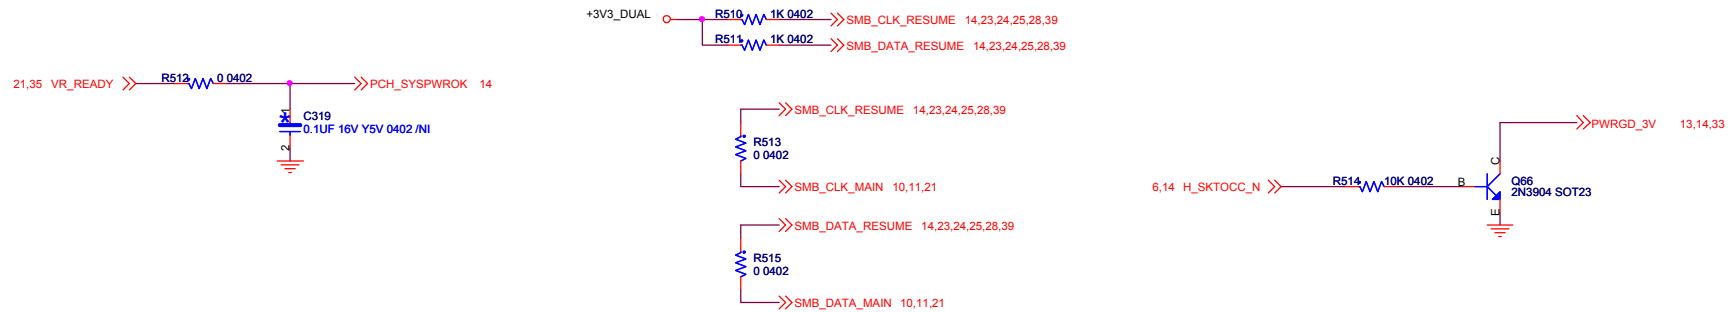 +3V3_DUAL
R510 1K 0402 SMB_CLK_RESUME 14,23,24,25,28,39
R511 1K 0402 SMB_DATA_RESUME 14,23,24,25,28,39
21,35 VR_READY R512 0 0402 PCH_SYSPWROK 14
1
C319
0.1UF 16V Y5V 0402 /NI
2
SMB_CLK_RESUME 14,23,24,25,28,39
R513
0 0402
SMB_CLK_MAIN 10,11,21
SMB_DATA_RESUME 14,23,24,25,28,39
R515
0 0402
SMB_DATA_MAIN 10,11,21
PWRGD_3V 13,14,33
C
6,14 H_SKTOCC_N R514 10K 0402 B
Q66
2N3904 SOT23
E